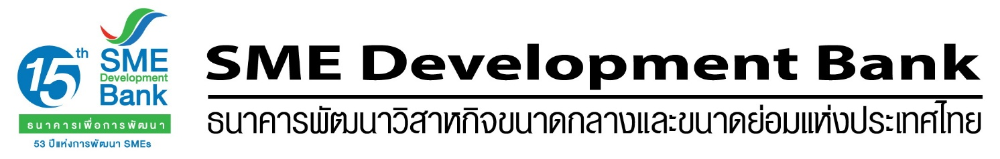 15th
SME
Development
Bank
ธนาคารเพื่อการพัฒนา
53 ปีแห่งการพัฒนา SMEs
SME Development Bank
ธนาคารพัฒนาวิสาหกิจขนาดกลางและขนาดย่อมแห่งประเทศไทย